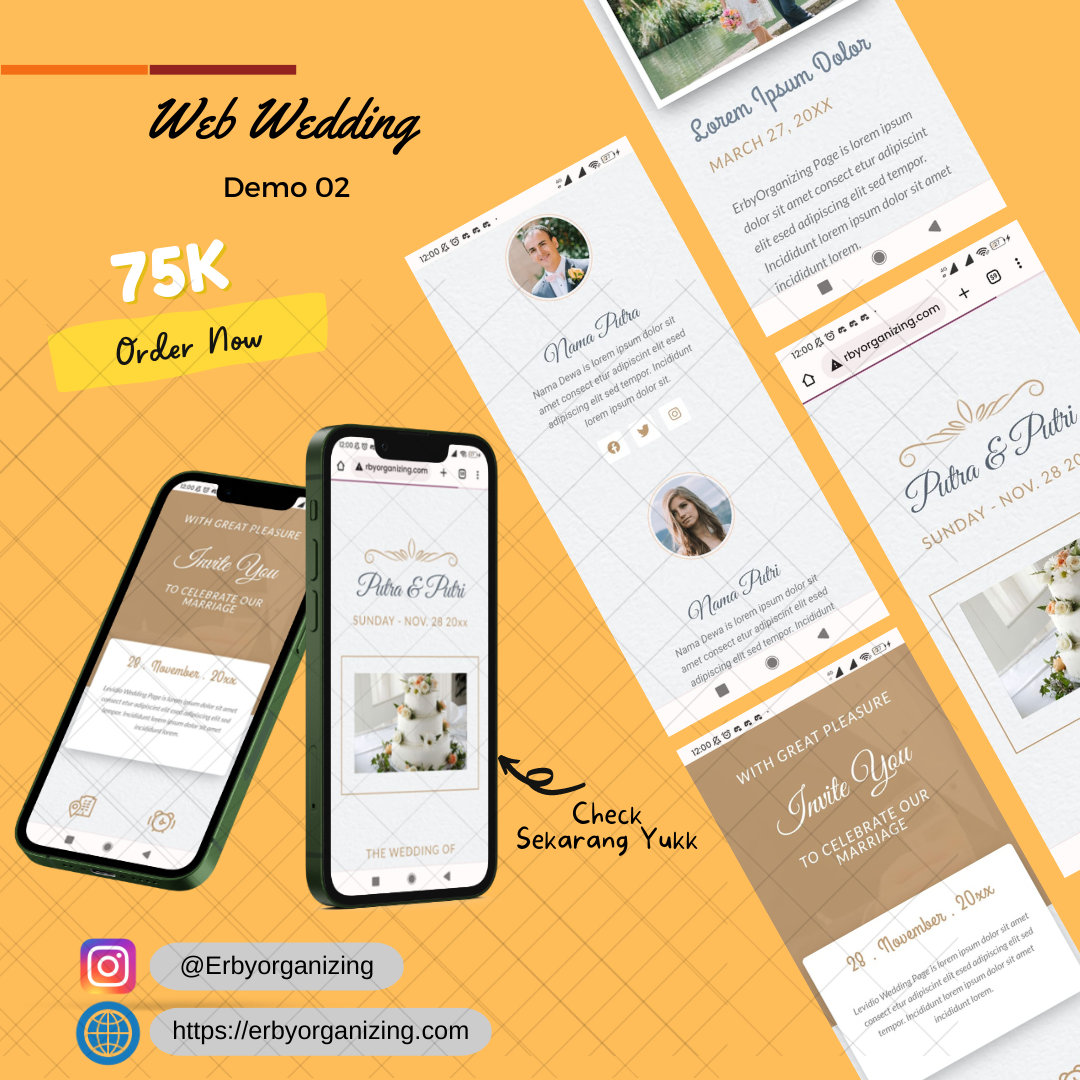 Web Wedding
Demo 02
75K
Order Now
12:00
WITH GREAT PLEASURE
Invite You
TO CELEBRATE OUR
MARRIAGE
28 . November . 20xx
Levidio Wedding Page is lorem ipsum dolor sit amet
consect etur adipiscint elit esed adipiscing elit sed
tempor. Incididunt lorem ipsum dolor sit amet
incididunt lorem.
12:00
rbyorganizing.com
Putra & Putri
SUNDAY - NOV. 28 20xx
THE WEDDING OF
Check
Sekarang Yukk
12:00
Nama Putra
Nama Dewa is lorem ipsum dolor sit
amet consect etur adipiscint elit esed
adipiscing elit sed tempor. Incididunt
lorem ipsum dolor sit.
Nama Putri
Nama Dewa is lorem ipsum dolor sit
amet consect etur adipiscint elit esed
adipiscing elit sed tempor. Incididunt
Lorem Ipsum Dolor
MARCH 27, 20XX
ErbyOrganizing Page is lorem ipsum
dolor sit amet consect etur adipiscint
elit esed adipiscing elit sed tempor.
Incididunt lorem ipsum dolor sit amet
incididunt lorem.
12:00
rbyorganizing.com
59
Putra & Putri
SUNDAY - NOV. 28 20
12:00
WITH GREAT PLEASURE
Invite You
TO CELEBRATE OUR
MARRIAGE
28 . November . 20xx
Levidio Wedding Page is lorem ipsum dolor sit amet
consect etur adipiscint elit esed adipiscing elit sed
tempor. Incididunt lorem ipsum dolor sit amet
incididunt lorem.
@Erbyorganizing
https://erbyorganizing.com